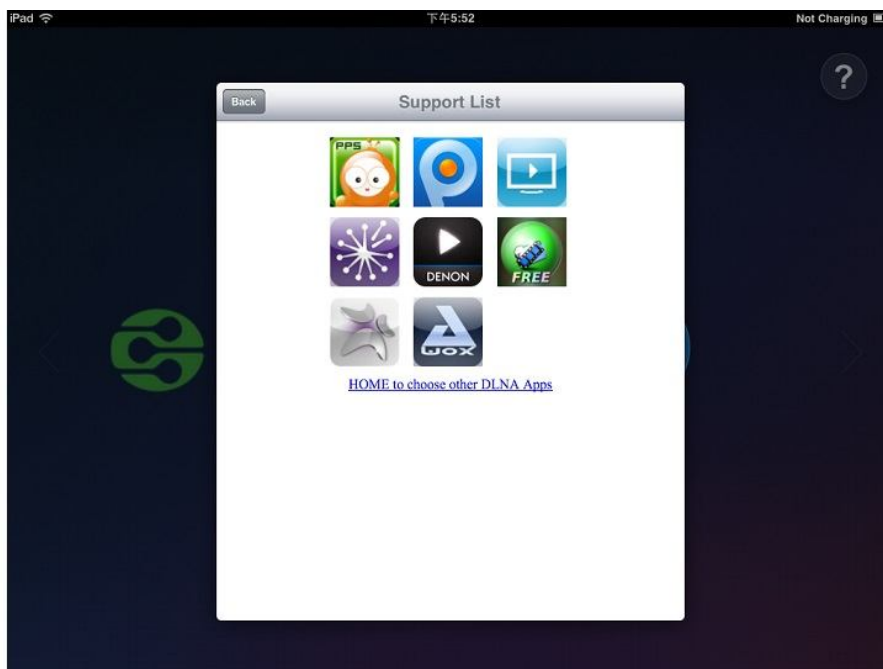 iPad
下午5:52
Not Charging
?
Back
Support List
PPS
DENON
FREE
WOX
HOME to choose other DLNA Apps